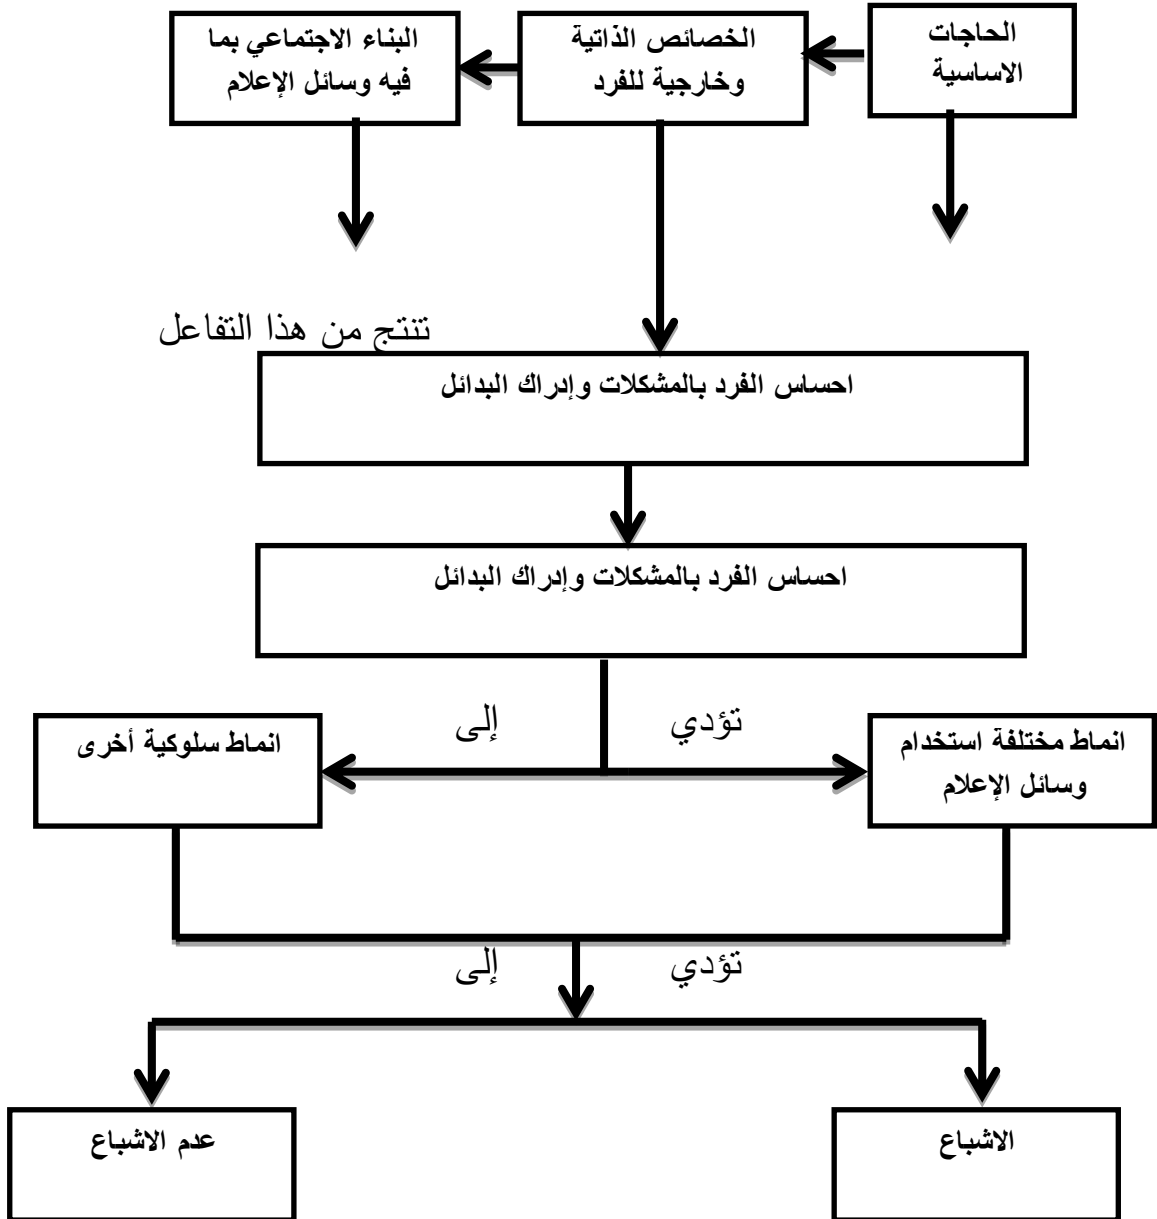 الحاجات
الاساسية
الخصائص الذاتية
وخارجية للفرد
البناء الاجتماعي بما
فيه وسائل الإعلام
تنتج من هذا التفاعل
احساس الفرد بالمشكلات وإدراك البدائل
احساس الفرد بالمشكلات وإدراك البدائل
تؤدي إلى
انماط مختلفة استخدام
وسائل الإعلام
انماط سلوكية أخرى
تؤدي إلى
الاشباع
عدم الاشباع